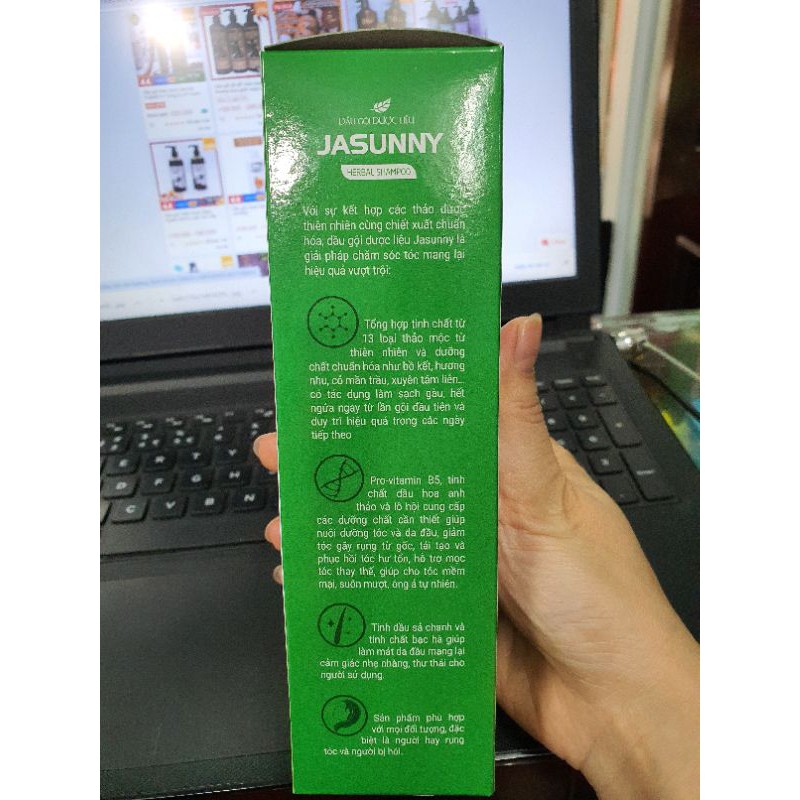 DẦU GỘI DƯỢC LIỆU
JASUNNY
HERBAL SHAMPOO
Với sự kết hợp các thảo dược
thiên nhiên cùng chiết xuất chuẩn
hóa, dầu gội dược liệu Jasunny là
giải pháp chăm sóc tóc mang lại
hiệu quả vượt trội:
Tổng hợp tinh chất từ
13 loại thảo mộc từ
thiên nhiên và dưỡng
chất chuẩn hóa như bồ kết, hương
nhu, cỏ mần trầu, xuyên tâm liên...
có tác dụng làm sạch gàu, hết
ngứa ngay từ lần gội đầu tiên và
duy trì hiệu quả trong các ngày
tiếp theo
Pro-vitamin B5, tinh
chất dầu hoa anh
thảo và lô hội cung cấp
các dưỡng chất cần thiết giúp
nuôi dưỡng tóc và da đầu, giảm
tóc gãy rụng từ gốc, tái tạo và
phục hồi tóc hư tổn, hỗ trợ mọc
tóc thay thế, giúp cho tóc mềm
mại, suôn mượt, óng ả tự nhiên.
Tinh dầu sả chanh và
tinh chất bạc hà giúp
làm mát da đầu mang lại
cảm giác nhẹ nhàng, thư thái cho
người sử dụng.
Sản phẩm phù hợp
với mọi đối tượng, đặc
biệt là người hay rụng
tóc và người bị hói.